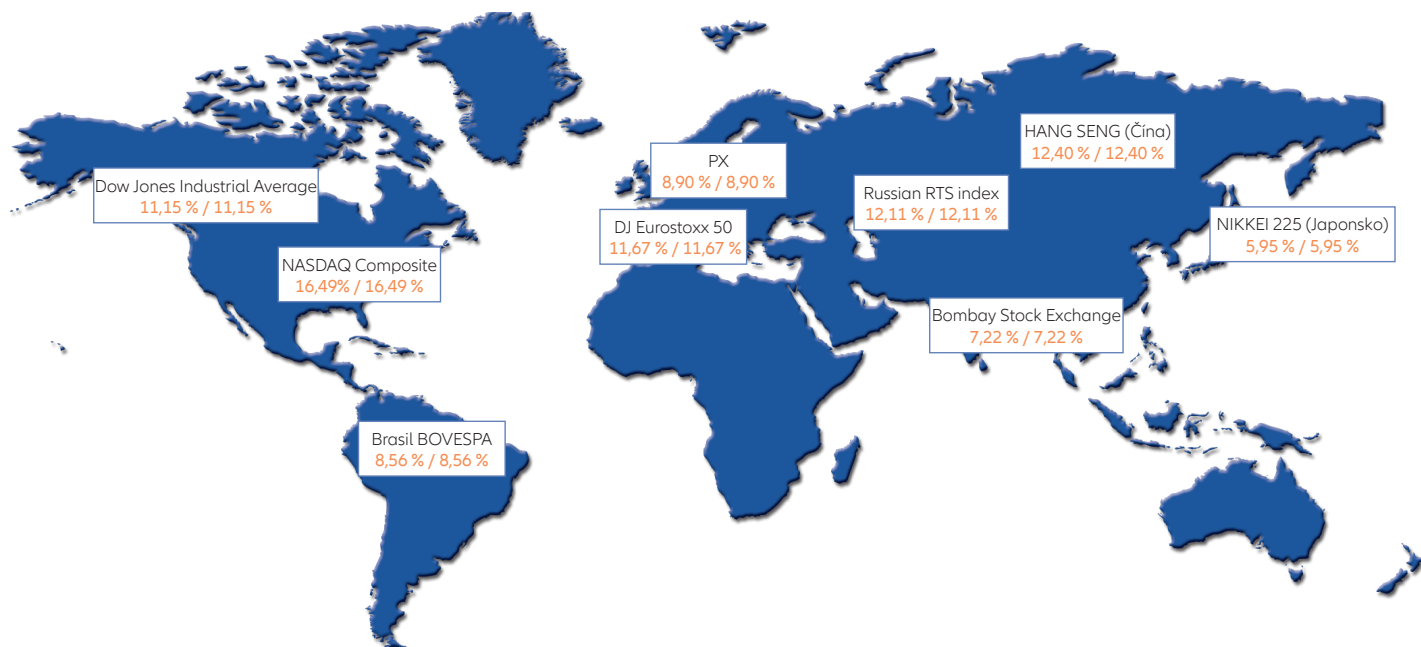 HANG SENG (Čína)
12,40 % / 12,40 %
PX
8,90 % / 8,90 %
Dow Jones Industrial Average
11,15 % / 11,15 %
Russian RTS index
12,11 % / 12,11 %
DJ Eurostoxx 50
11,67 % / 11,67 %
NIKKEI 225 (Japonsko)
5,95 % / 5,95 %
NASDAQ Composite
16,49% / 16,49 %
Bombay Stock Exchange
7,22 % / 7,22 %
Brasil BOVESPA
8,56 % / 8,56 %